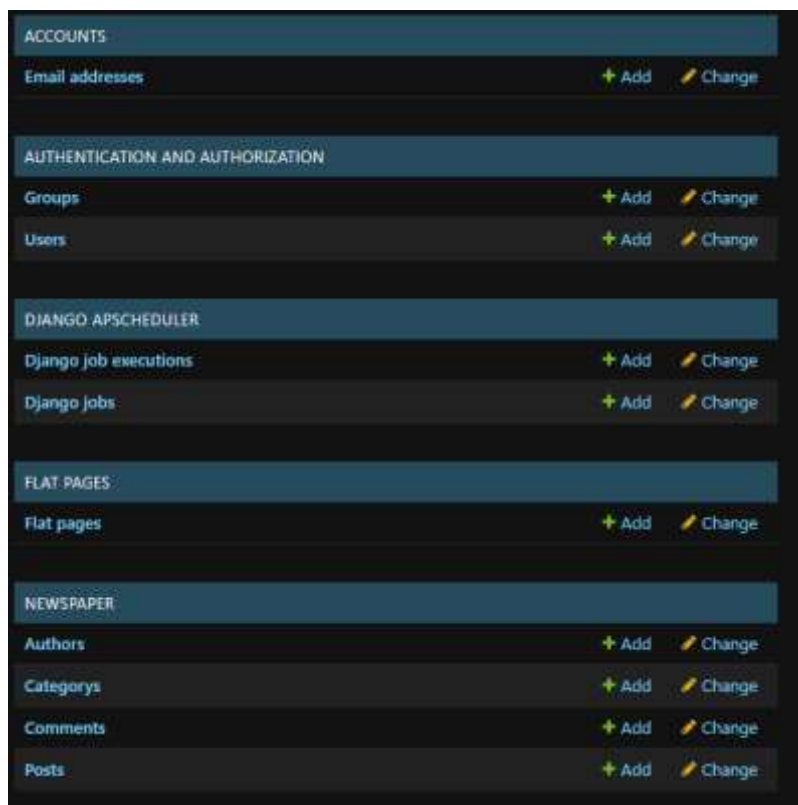 ACCOUNTS
Email addresses + Add Change
AUTHENTICATION AND AUTHORIZATION
Groups + Add Change
Users + Add Change
DJANGO APSCHEDULER
Django job executions + Add Change
Django jobs + Add Change
FLAT PAGES
Flat pages + Add Change
NEWSPAPER
Authors + Add Change
Categorys + Add Change
Comments + Add Change
Posts + Add Change